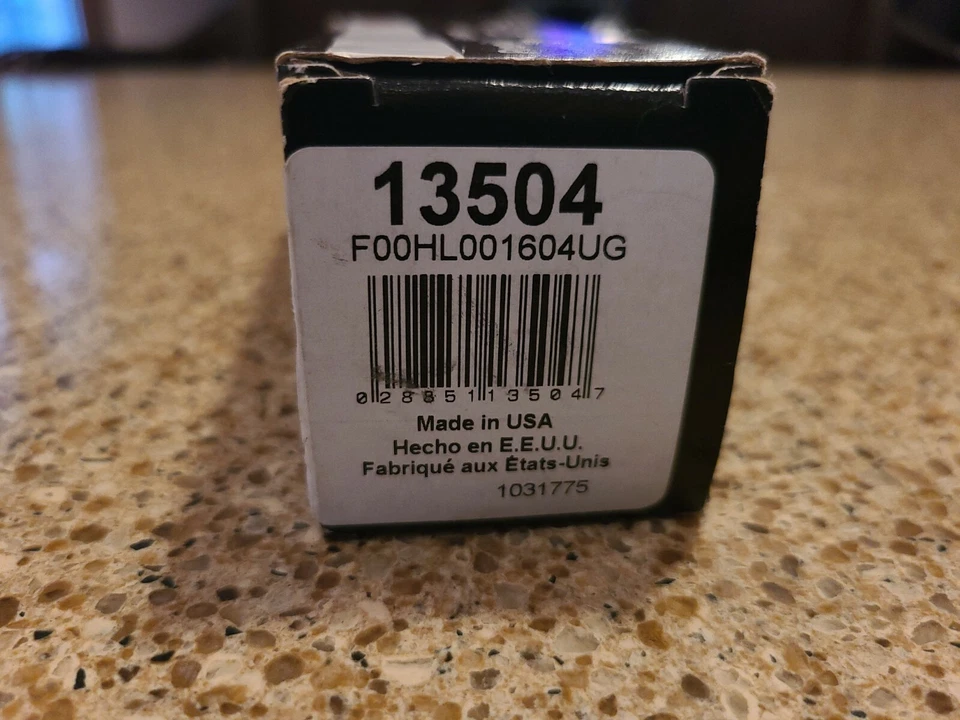 13504
F00HL001604UG
0 28851 13504 7
Made in USA
Hecho en E.E.U.U.
Fabriqué aux États-Unis
1031775